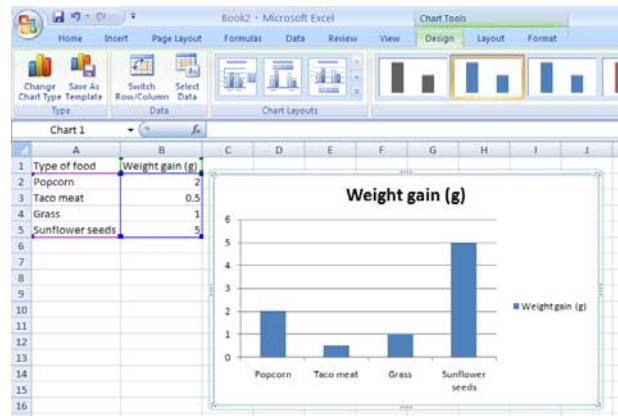 Book2 - Microsoft Excel
Chart Tools
Home Insert Page Layout Formulas Data Review View Design Layout Format
Change Chart Type
Save As Template
Switch Row/Column
Select Data
Type Data Chart Layouts
Chart 1 fx
A B C D E F G H I J
1 Type of food Weight gain (g)
2 Popcorn 2
3 Taco meat 0.5
4 Grass 1
5 Sunflower seeds 5
6
7
8
9
10
11
12
13
14
15
16
Weight gain (g)
6
5
4
3
2
1
0
Popcorn Taco meat Grass Sunflower seeds
Weight gain (g)